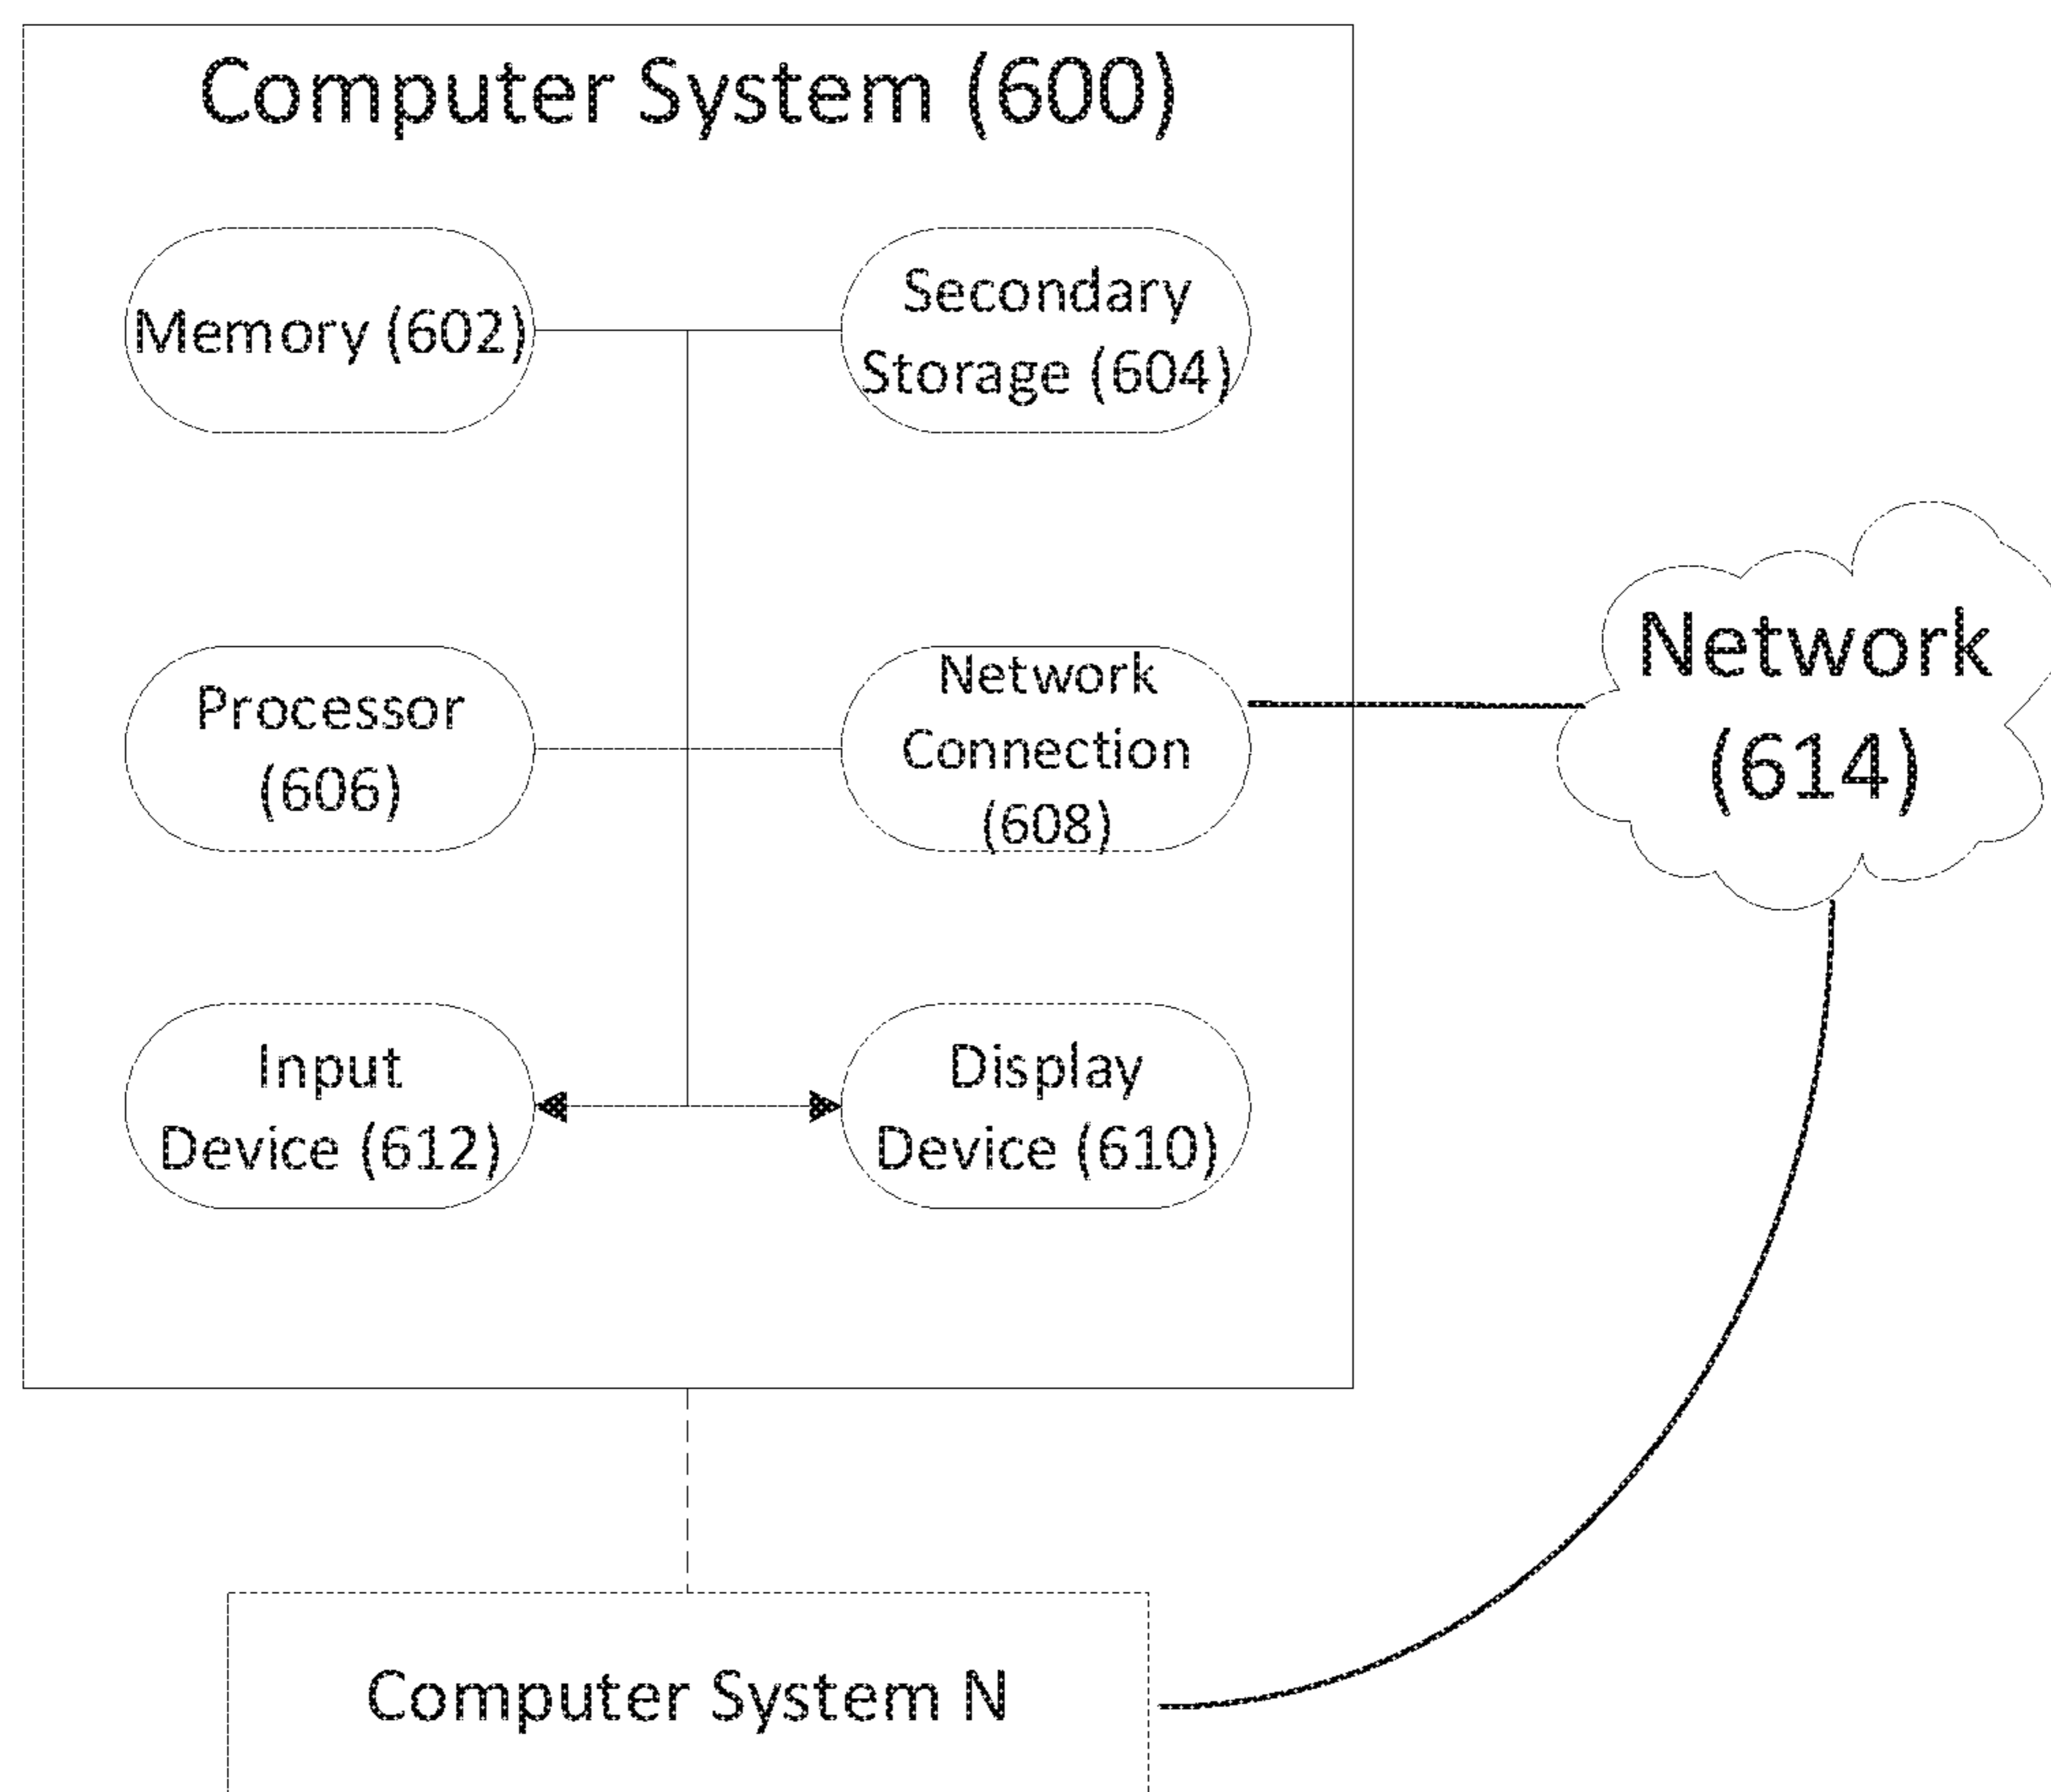 Computer System (600)
Memory (602)
Secondary
Storage (604)
Processor
(606)
Network
Connection
(608)
Network
(614)
Input
Device (612)
Display
Device (610)
Computer System N